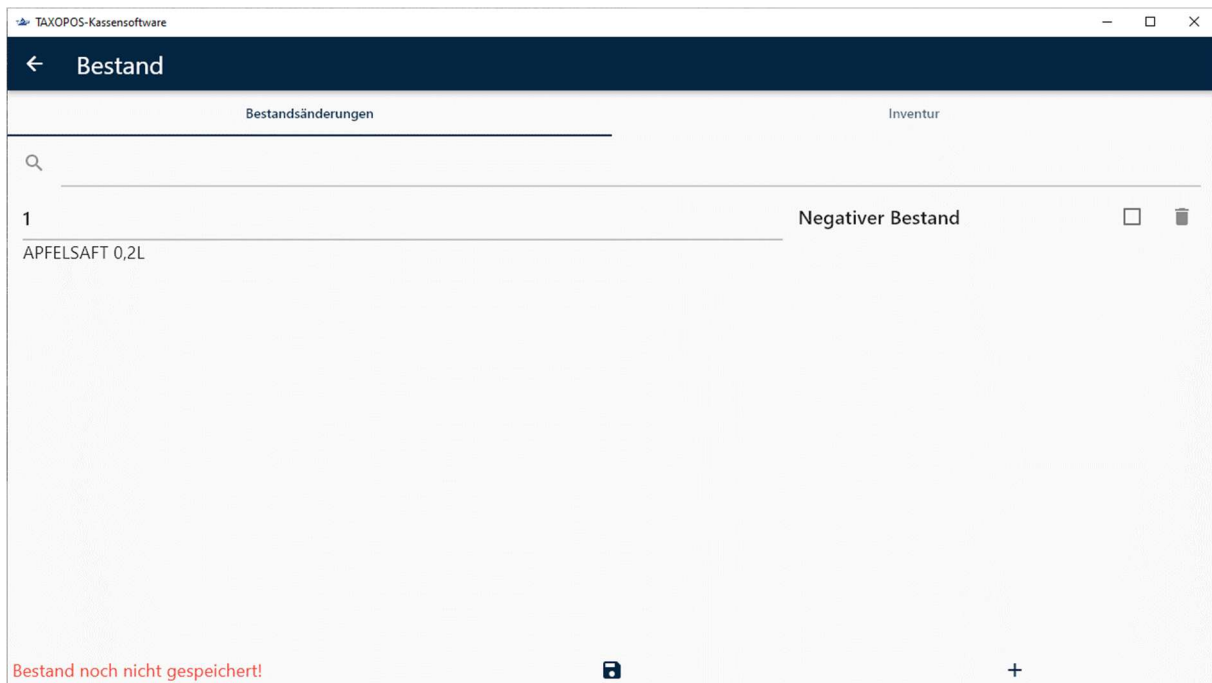 TAXOPOS-Kassensoftware
Bestand
Bestandsänderungen
Inventur
1
Negativer Bestand
APFELSAFT 0,2L
Bestand noch nicht gespeichert!